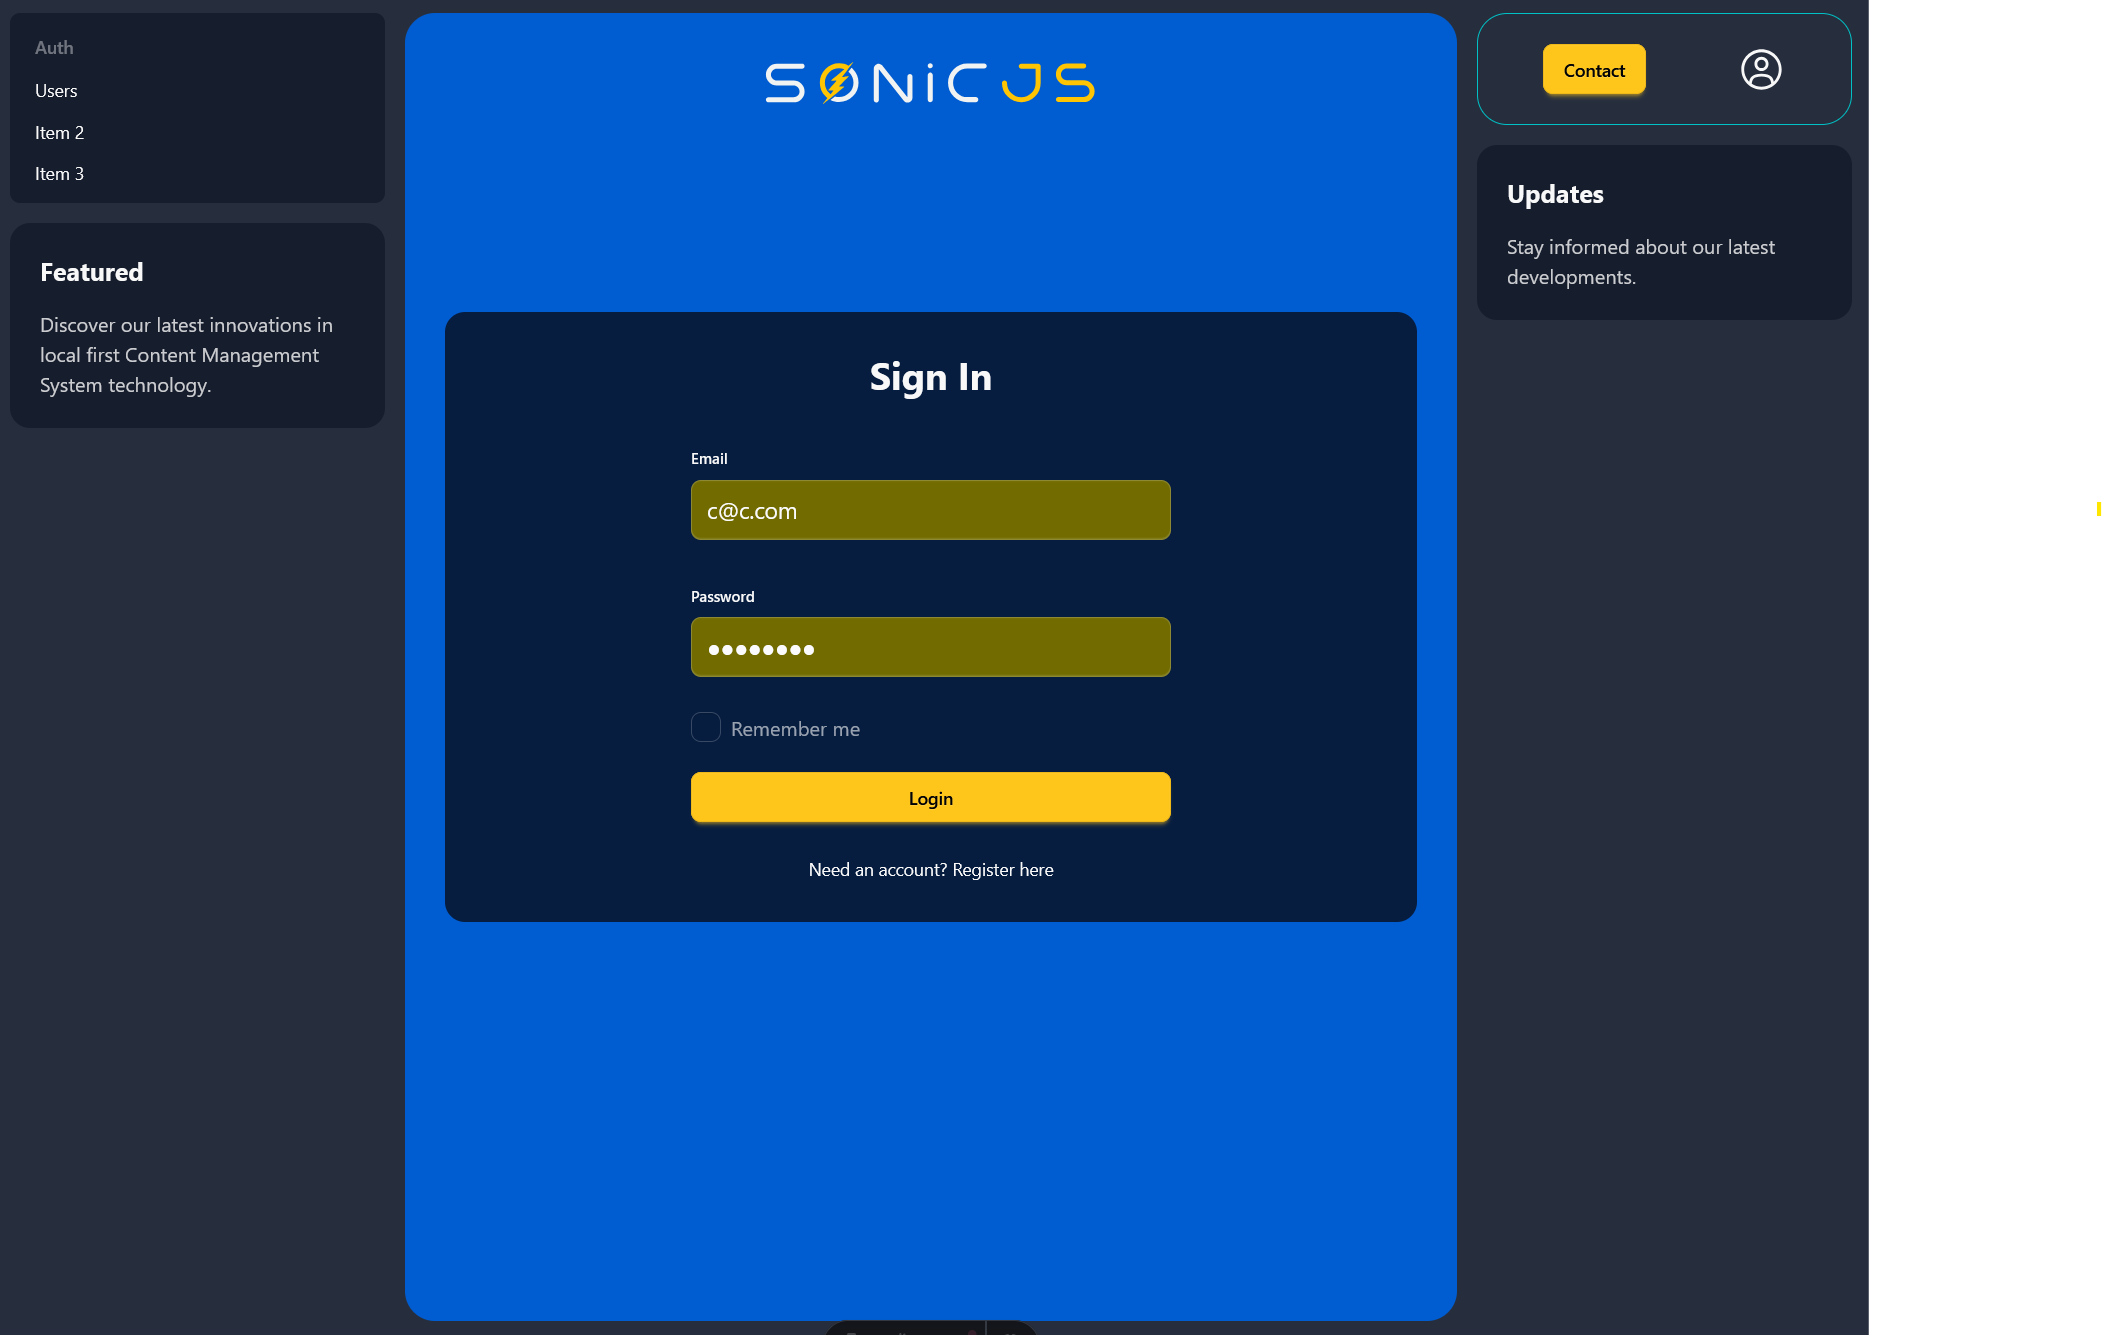 Auth
Users
Item 2
Item 3
Featured
Discover our latest innovations in
local first Content Management
System technology.
SONiCJS
Sign In
Email
c@c.com
Password
Remember me
Login
Need an account? Register here
Contact
Updates
Stay informed about our latest
developments.